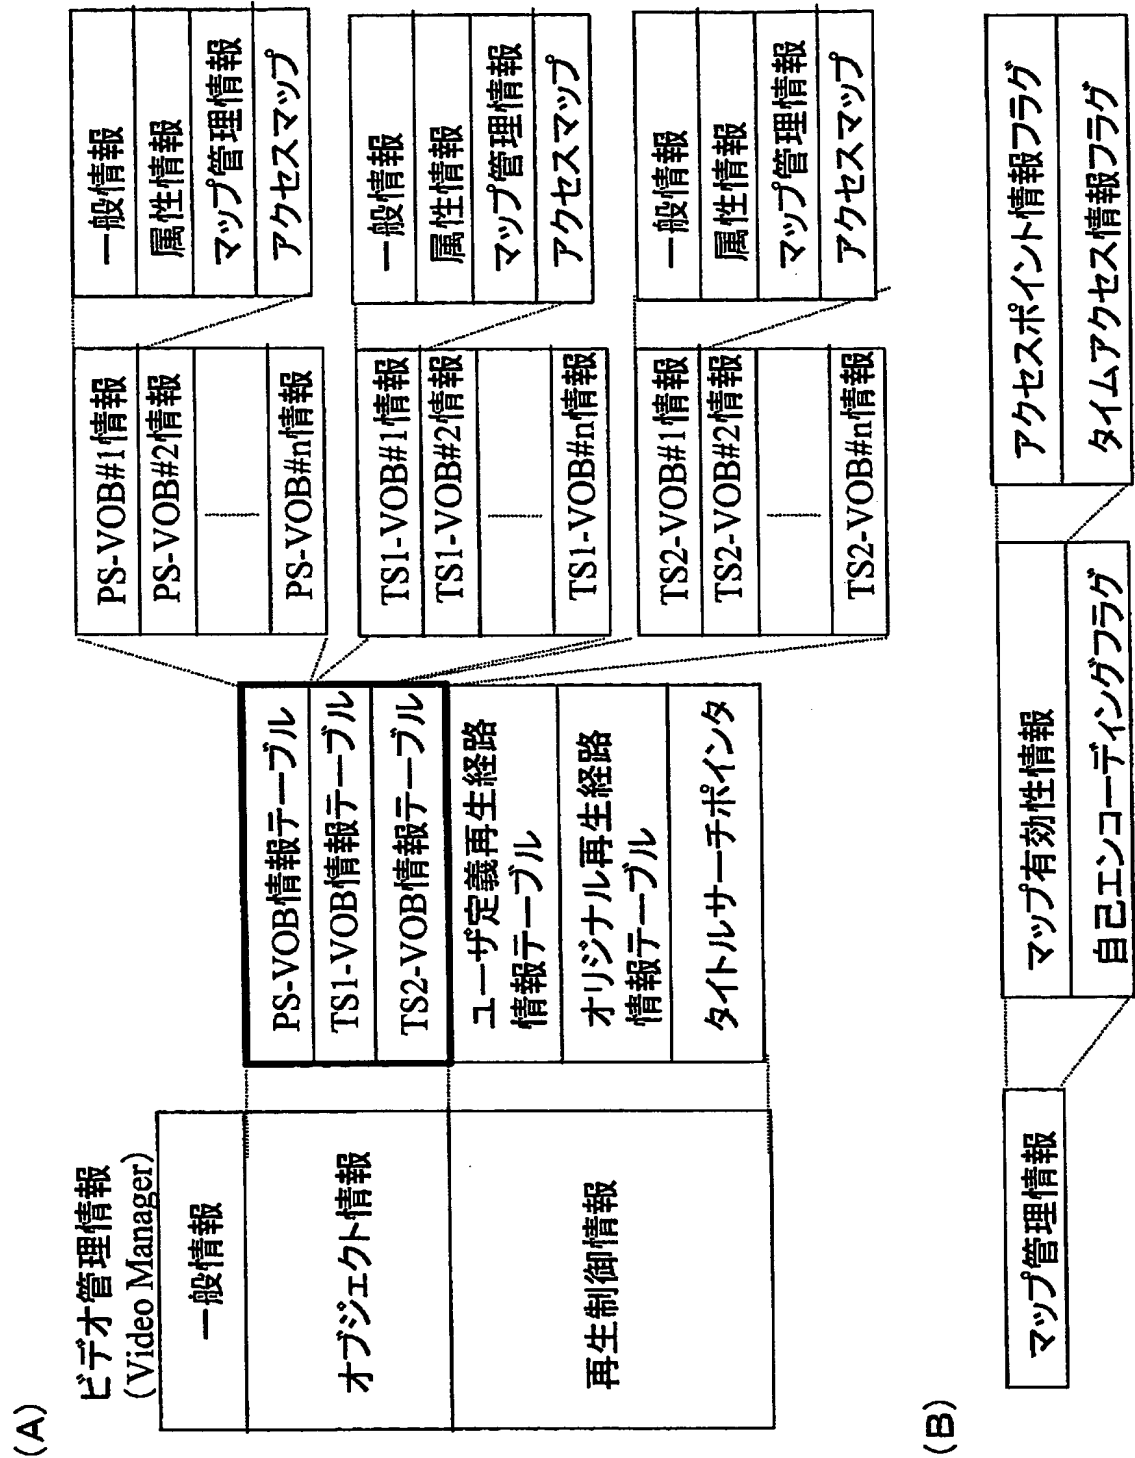 (A)
ビデオ管理情報
(Video Manager)
一般情報
オブジェクト情報
再生制御情報
PS-VOB情報テーブル
TS1-VOB情報テーブル
TS2-VOB情報テーブル
ユーザ定義再生経路
情報テーブル
オリジナル再生経路
情報テーブル
タイトルサーチポインタ
PS-VOB#1情報
PS-VOB#2情報
PS-VOB#n情報
TS1-VOB#1情報
TS1-VOB#2情報
TS1-VOB#n情報
TS2-VOB#1情報
TS2-VOB#2情報
TS2-VOB#n情報
一般情報
属性情報
マップ管理情報
アクセスマップ
一般情報
属性情報
マップ管理情報
アクセスマップ
一般情報
属性情報
マップ管理情報
アクセスマップ
(B)
マップ管理情報
マップ有効性情報
自己エンコーディングフラグ
アクセスポイント情報フラグ
タイムアクセス情報フラグ